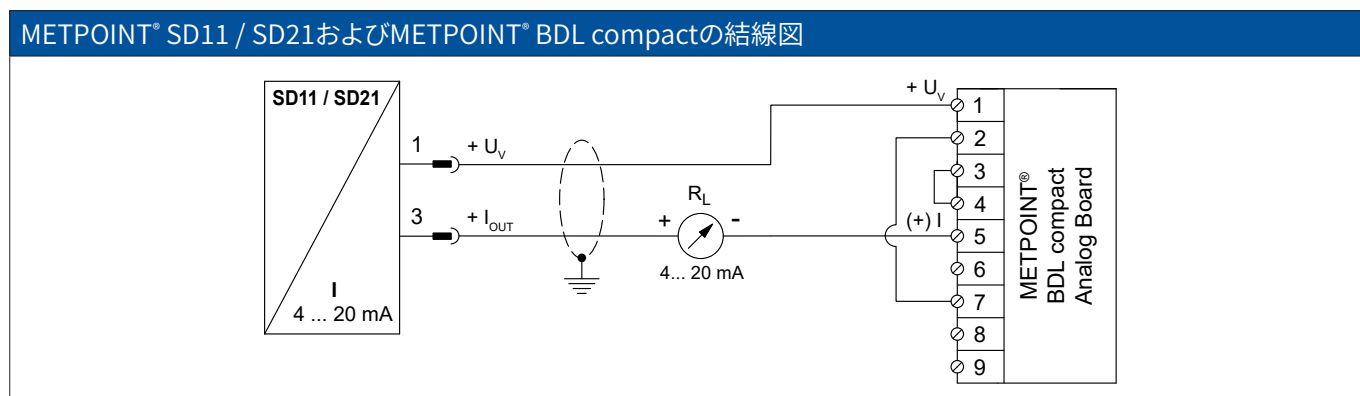 METPOINT® SD11 / SD21およびMETPOINT® BDL compactの結線図
SD11 / SD21
1
+ UV
3
+ IOUT
I
4 ... 20 mA
RL
+
-
4... 20 mA
+ UV
(+) I
1
2
3
4
5
6
7
8
9
METPOINT®
BDL compact
Analog Board